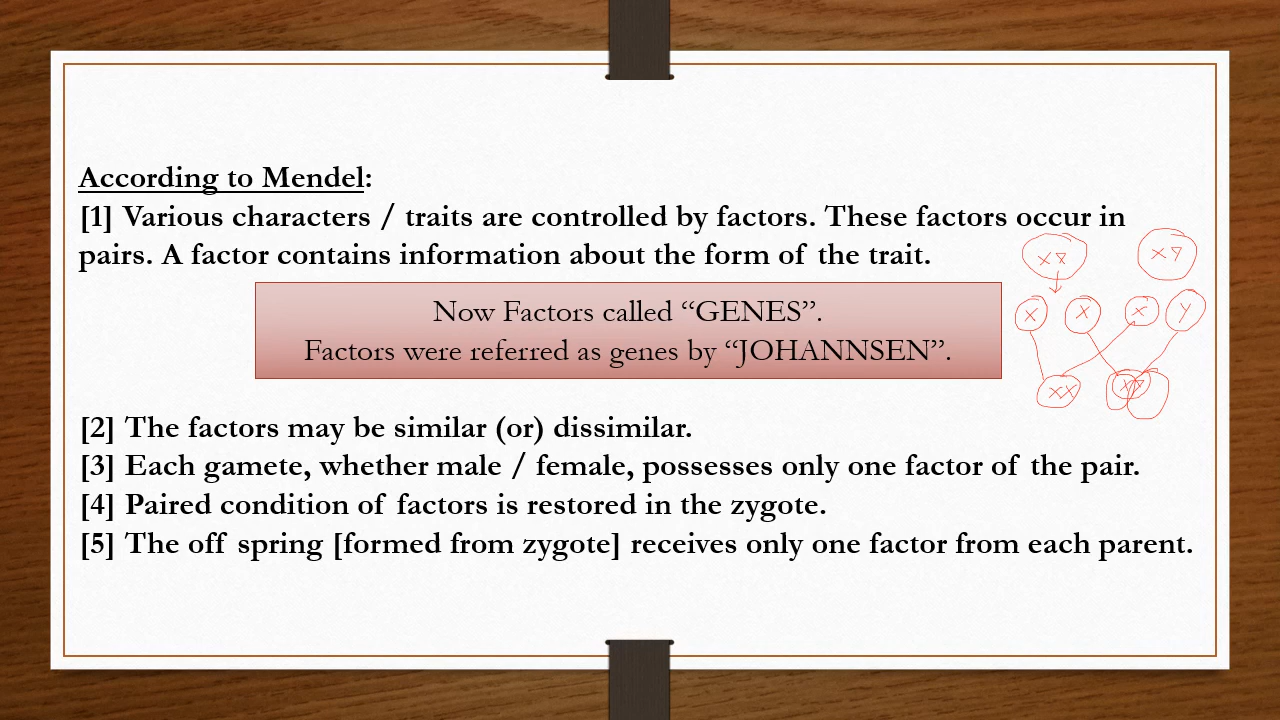 According to Mendel:
[1] Various characters / traits are controlled by factors. These factors occur in
pairs. A factor contains information about the form of the trait.
Now Factors called “GENES”.
Factors were referred as genes by “JOHANNSEN”.
X
X
X
Y
XX
[2] The factors may be similar (or) dissimilar.
[3] Each gamete, whether male / female, possesses only one factor of the pair.
[4] Paired condition of factors is restored in the zygote.
[5] The off spring [formed from zygote] receives only one factor from each parent.